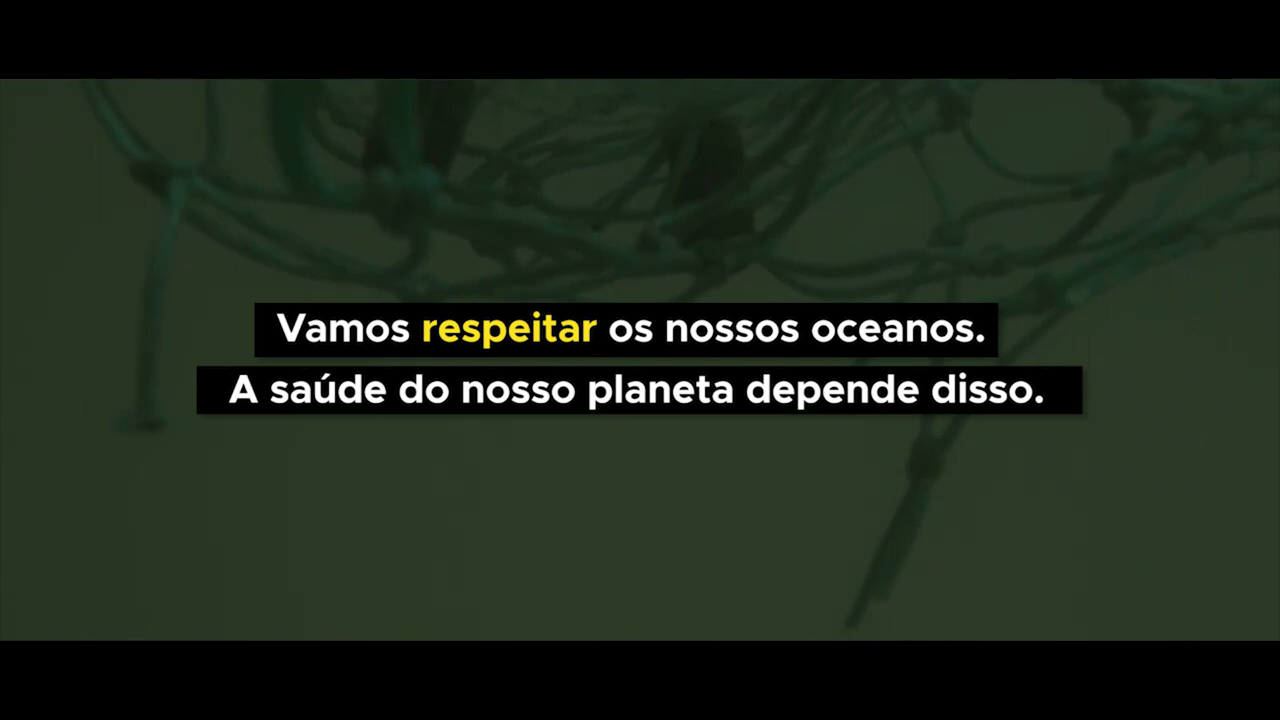 Vamos respeitar os nossos oceanos.
A saúde do nosso planeta depende disso.